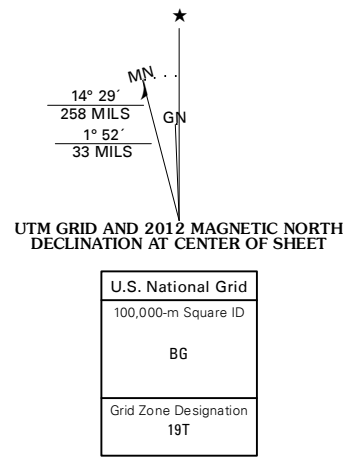 MN
14° 29´
258 MILS
GN
1° 52´
33 MILS
UTM GRID AND 2012 MAGNETIC NORTH
DECLINATION AT CENTER OF SHEET
U.S. National Grid
100,000-m Square ID
BG
Grid Zone Designation
19T